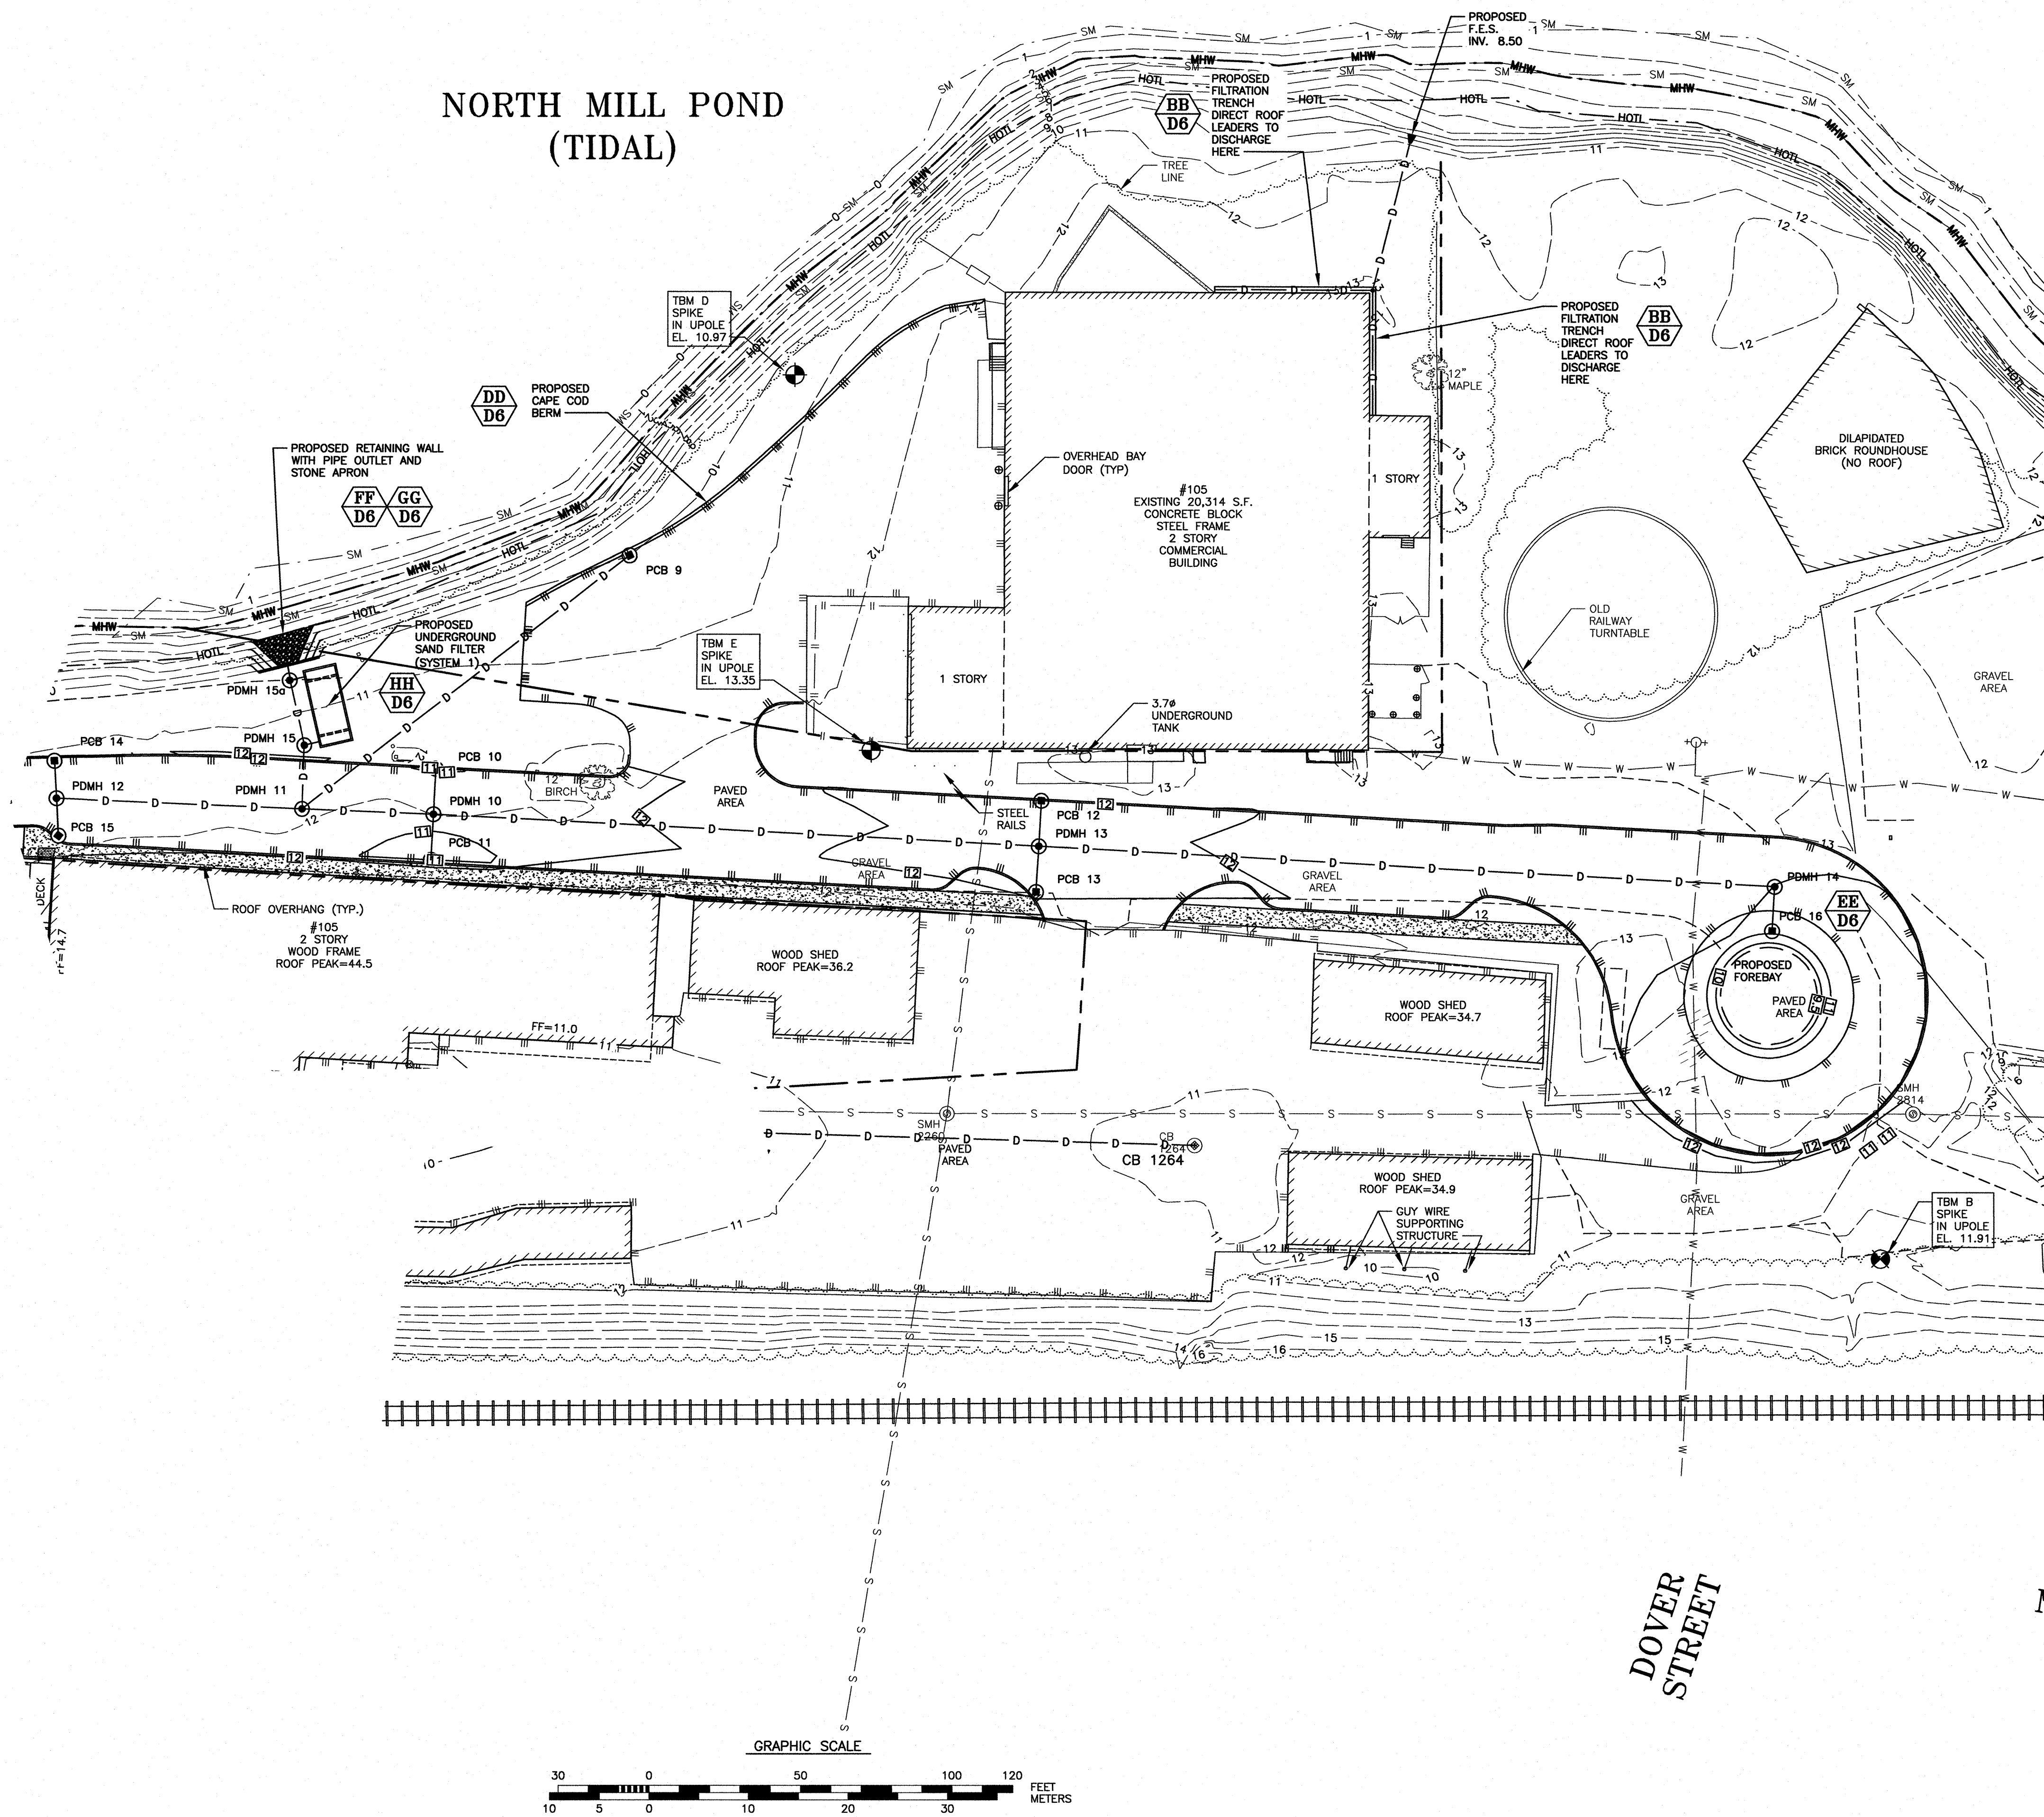 NORTH MILL POND
(TIDAL)
PROPOSED
F.E.S.
INV. 8.50
BB
D6
PROPOSED
FILTRATION
TRENCH
DIRECT ROOF
LEADERS TO
DISCHARGE
HERE
TREE
LINE
TBM D
SPIKE
IN UPOLE
EL. 10.97
PROPOSED
FILTRATION
TRENCH
DIRECT ROOF
LEADERS TO
DISCHARGE
HERE
BB
D6
12"
MAPLE
DD
D6
PROPOSED
CAPE COD
BERM
PROPOSED RETAINING WALL
WITH PIPE OUTLET AND
STONE APRON
FF
D6
GG
D6
OVERHEAD BAY
DOOR (TYP)
#105
EXISTING 20,314 S.F.
CONCRETE BLOCK
STEEL FRAME
2 STORY
COMMERCIAL
BUILDING
1 STORY
DILAPIDATED
BRICK ROUNDHOUSE
(NO ROOF)
PCB 9
OLD
RAILWAY
TURNTABLE
PROPOSED
UNDERGROUND
SAND FILTER
(SYSTEM 1)
HH
D6
TBM E
SPIKE
IN UPOLE
EL. 13.35
1 STORY
3.7ø
UNDERGROUND
TANK
GRAVEL
AREA
PDMH 15a
PDMH 15
PCB 14
PCB 10
PDMH 12
PDMH 11
PDMH 10
12"
BIRCH
PAVED
AREA
STEEL
RAILS
PCB 12
PDMH 13
PCB 15
PCB 11
GRAVEL
AREA
PCB 13
GRAVEL
AREA
PDMH 14
PCB 16
EE
D6
DECK
FF=14.7
ROOF OVERHANG (TYP.)
#105
2 STORY
WOOD FRAME
ROOF PEAK=44.5
WOOD SHED
ROOF PEAK=36.2
WOOD SHED
ROOF PEAK=34.7
PROPOSED
FOREBAY
PAVED
AREA
FF=11.0
SMH
2260
PAVED
AREA
CB
1264
CB 1264
SMH
2814
WOOD SHED
ROOF PEAK=34.9
GUY WIRE
SUPPORTING
STRUCTURE
GRAVEL
AREA
TBM B
SPIKE
IN UPOLE
EL. 11.91
DOVER
STREET
GRAPHIC SCALE
30 0 50 100 120
FEET
METERS
10 5 0 10 20 30